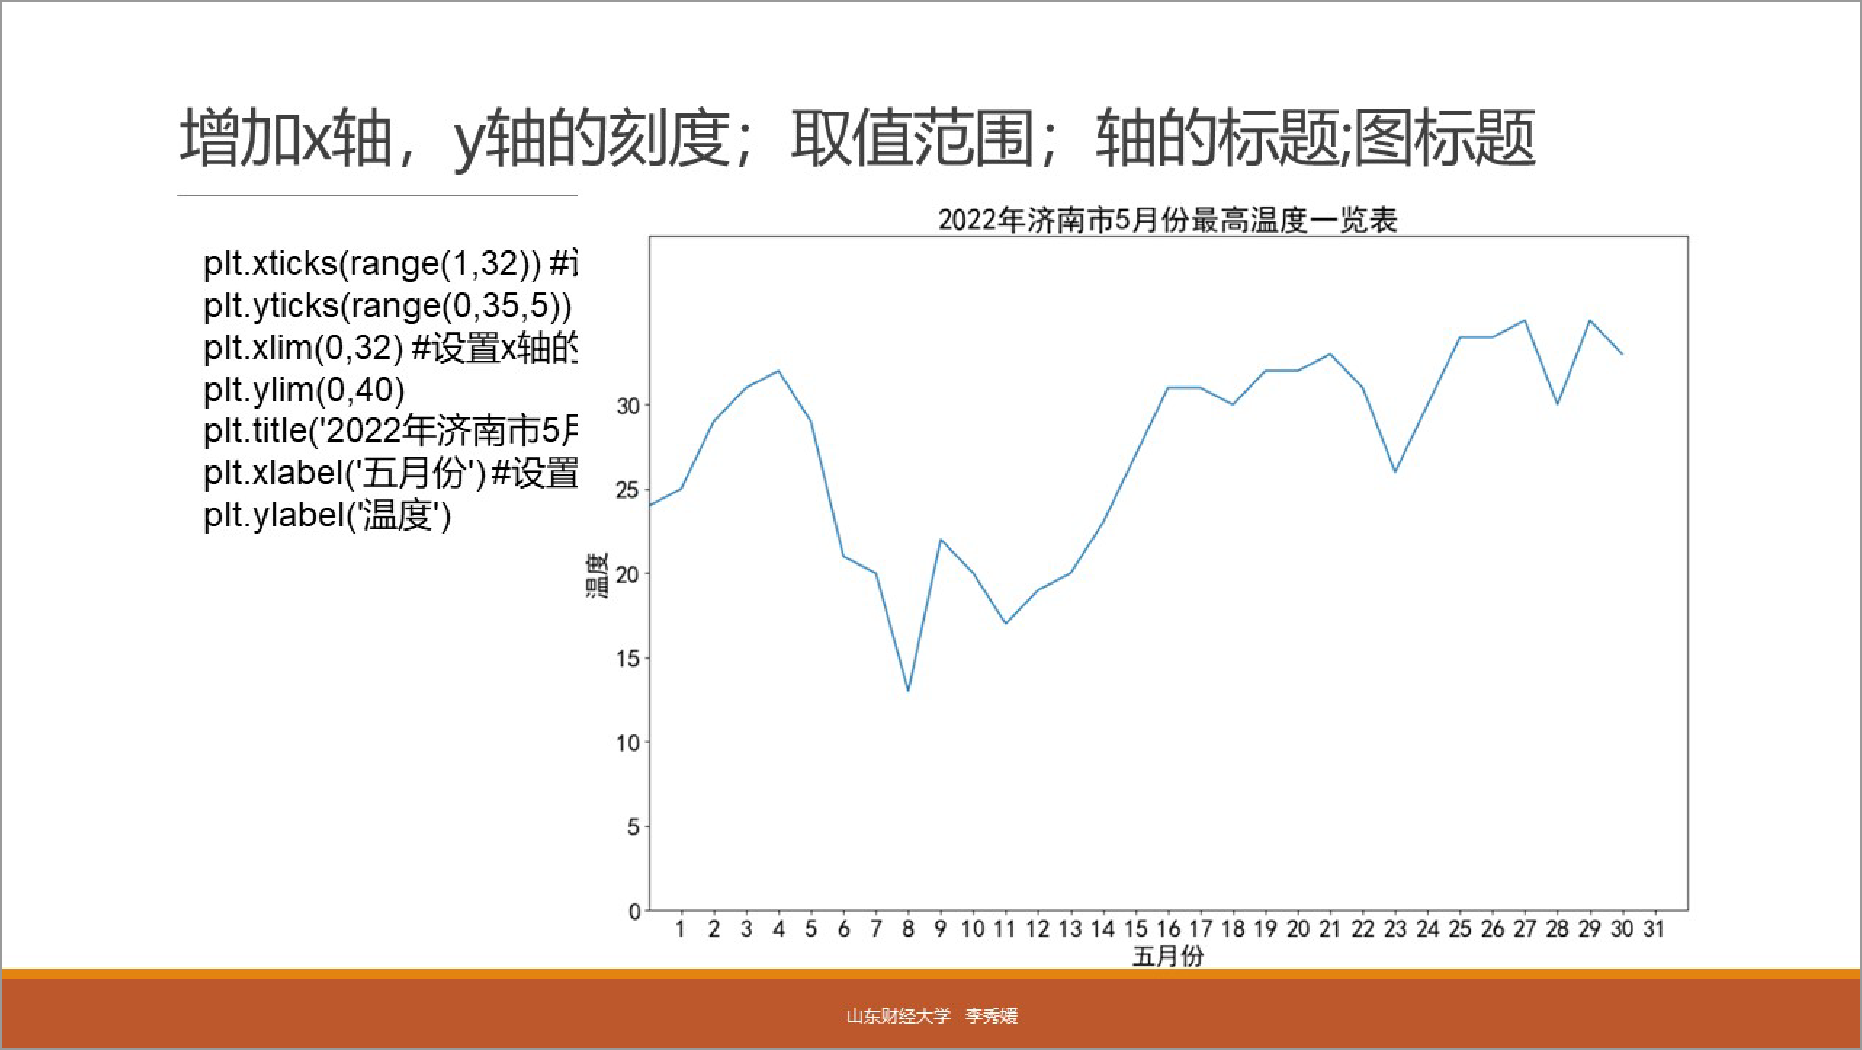 增加x轴，y轴的刻度；取值范围；轴的标题;图标题
plt.xticks(range(1,32)) #
plt.yticks(range(0,35,5))
plt.xlim(0,32) #设置x轴的
plt.ylim(0,40)
plt.title('2022年济南市5月
plt.xlabel('五月份') #设置
plt.ylabel('温度')
2022年济南市5月份最高温度一览表
30
25
20
15
10
5
0
温度
1 2 3 4 5 6 7 8 9 10 11 12 13 14 15 16 17 18 19 20 21 22 23 24 25 26 27 28 29 30 31
五月份
山东财经大学 李秀媛